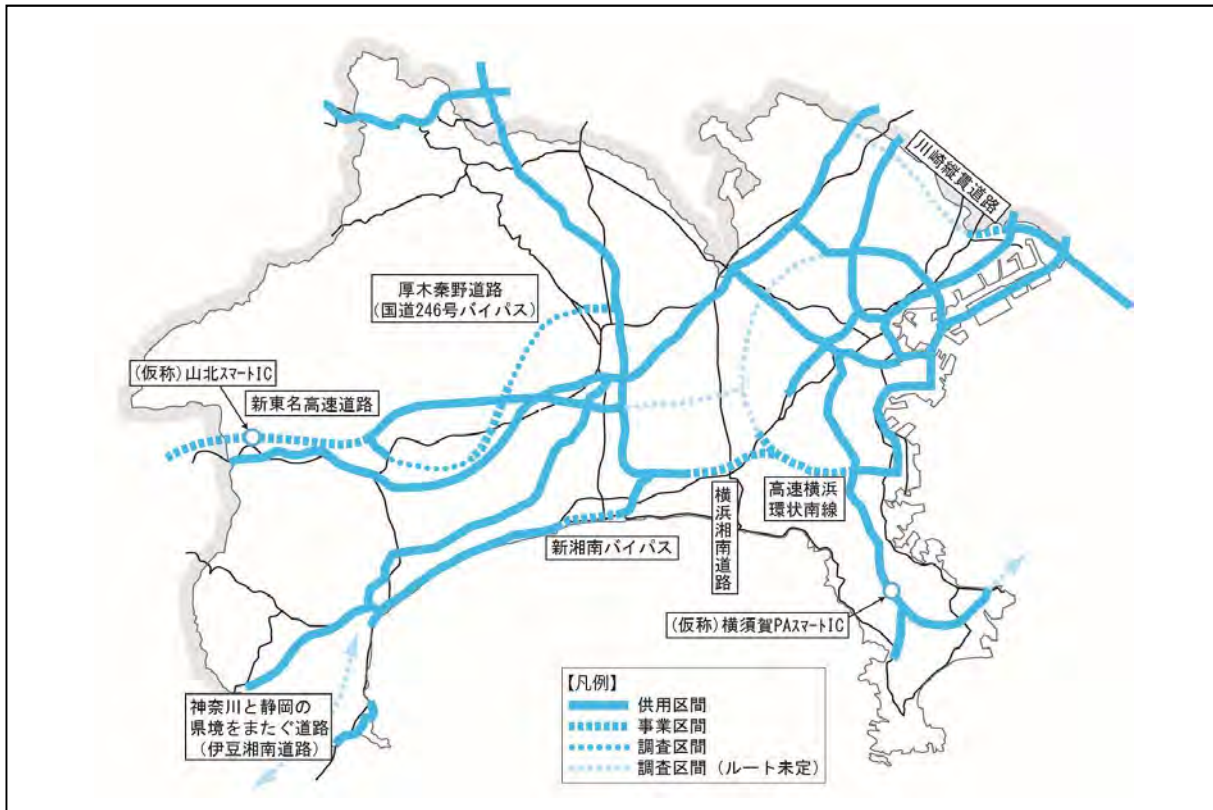 川崎縦貫道路
厚木秦野道路
(国道246号バイパス)
(仮称)山北スマートIC
新東名高速道路
新湘南バイパス
横浜湘南道路
高速横浜
環状南線
(仮称)横須賀PAスマートIC
神奈川と静岡の
県境をまたぐ道路
(伊豆湘南道路)
【凡例】
供用区間
事業区間
調査区間
調査区間(ルート未定)